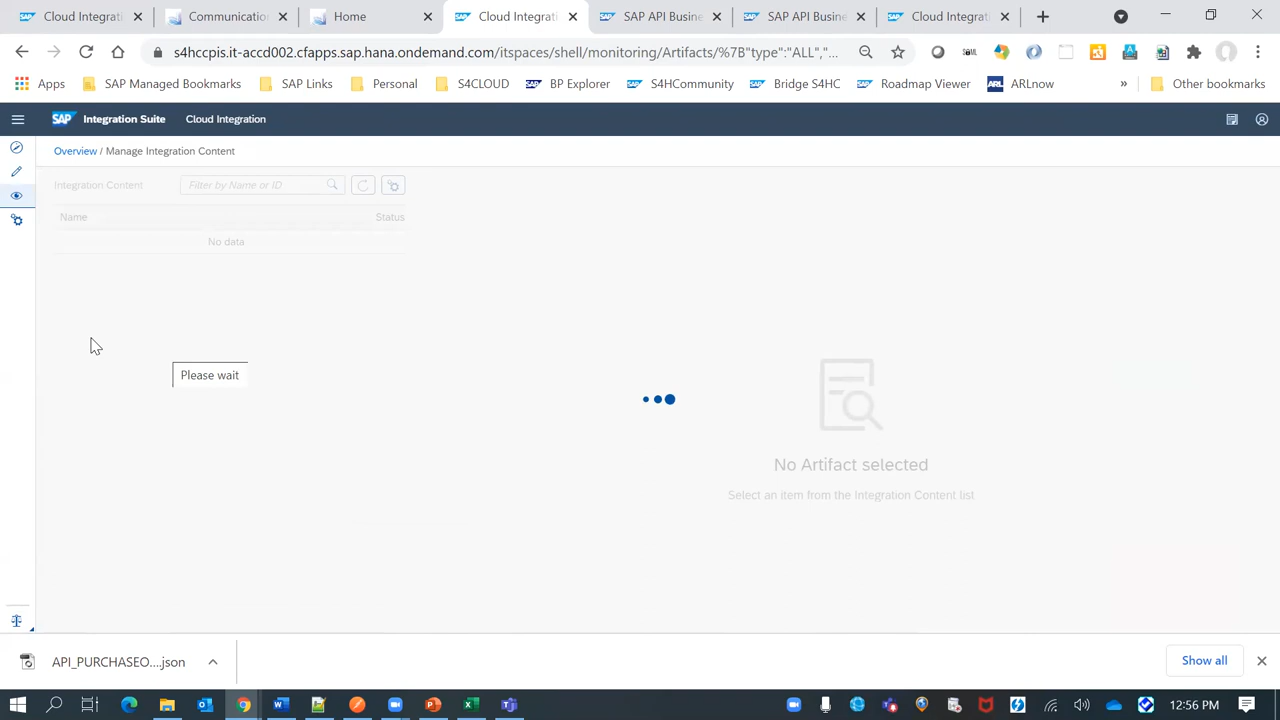 Cloud Integrati
Communication
Home
Cloud Integrati
SAP API Busine
SAP API Busine
Cloud Integrati
s4hccpis.it-accd002.cfapps.sap.hana.ondemand.com/itspaces/shell/monitoring/Artifacts/%7B"type":"ALL","...
Apps
SAP Managed Bookmarks
SAP Links
Personal
S4CLOUD
BP Explorer
S4HCommunity
Bridge S4HC
Roadmap Viewer
ARL
ARLnow
»
Other bookmarks
SAP Integration Suite Cloud Integration
Overview / Manage Integration Content
Integration Content
Filter by Name or ID
Name Status
No data
Please wait
No Artifact selected
Select an item from the Integration Content list
API_PURCHASEO....json
Show all
12:56 PM